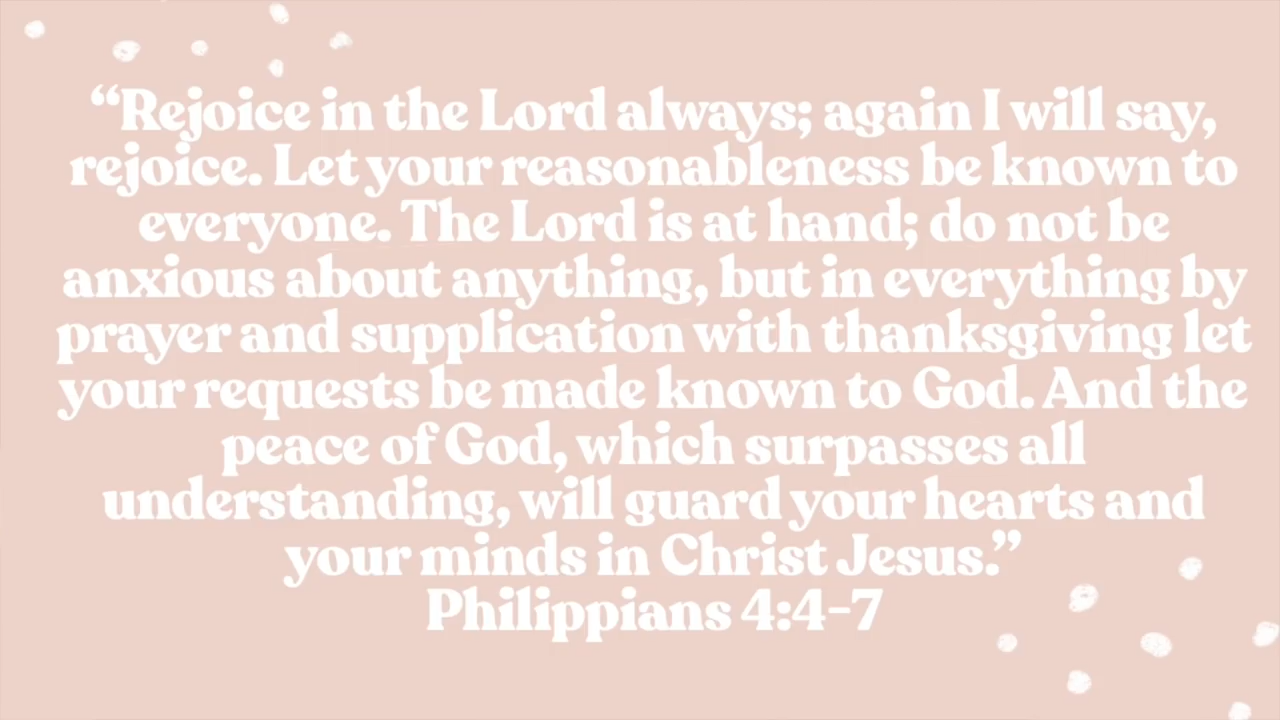 “Rejoice in the Lord always; again I will say,
rejoice. Let your reasonableness be known to
everyone. The Lord is at hand; do not be
anxious about anything, but in everything by
prayer and supplication with thanksgiving let
your requests be made known to God. And the
peace of God, which surpasses all
understanding, will guard your hearts and
your minds in Christ Jesus.”
Philippians 4:4-7